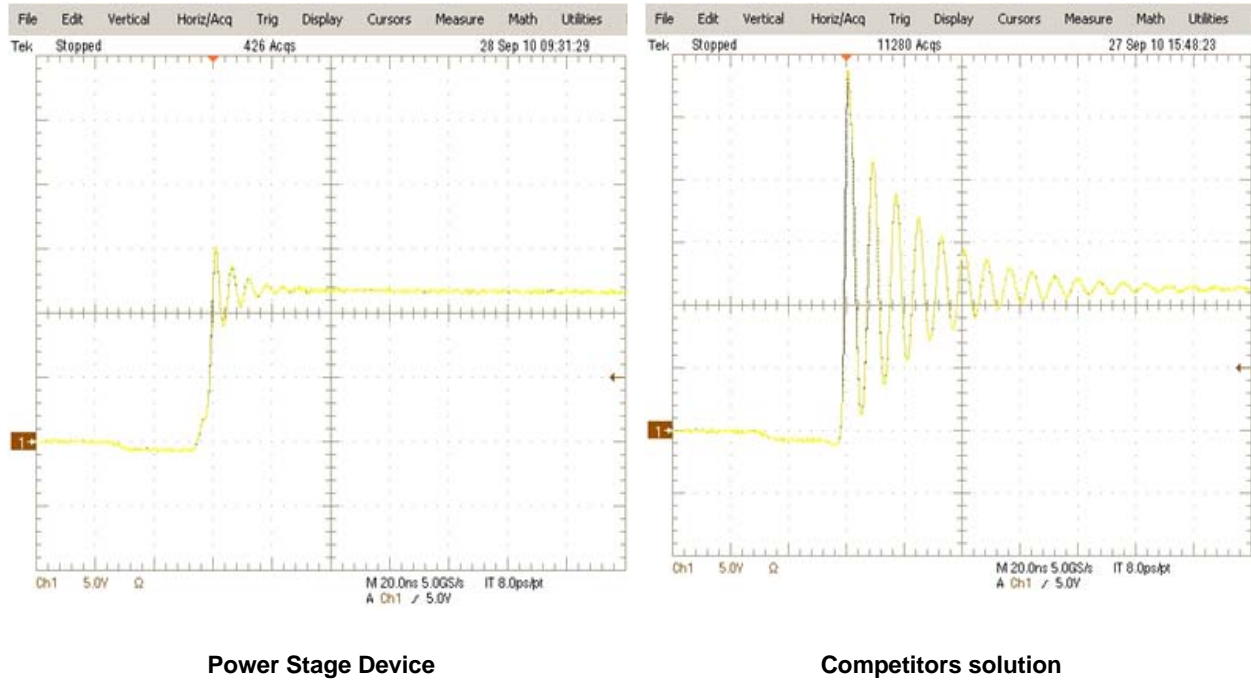 File Edit Vertical Horiz/Acq Trig Display Cursors Measure Math Utilities
Tek Stopped 426 Acqs 28 Sep 10 09:31:29
1
Ch1 5.0V Ω M 20.0ns 5.0GS/s IT 8.0ps/pt
A Ch1 / 5.0V
Power Stage Device
File Edit Vertical Horiz/Acq Trig Display Cursors Measure Math Utilities
Tek Stopped 11280 Acqs 27 Sep 10 15:48:23
1
Ch1 5.0V Ω M 20.0ns 5.0GS/s IT 8.0ps/pt
A Ch1 / 5.0V
Competitors solution